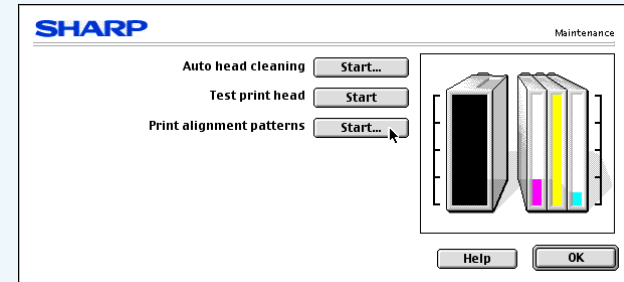 SHARP
Maintenance
Auto head cleaning Start...
Test print head Start
Print alignment patterns Start...
Help OK